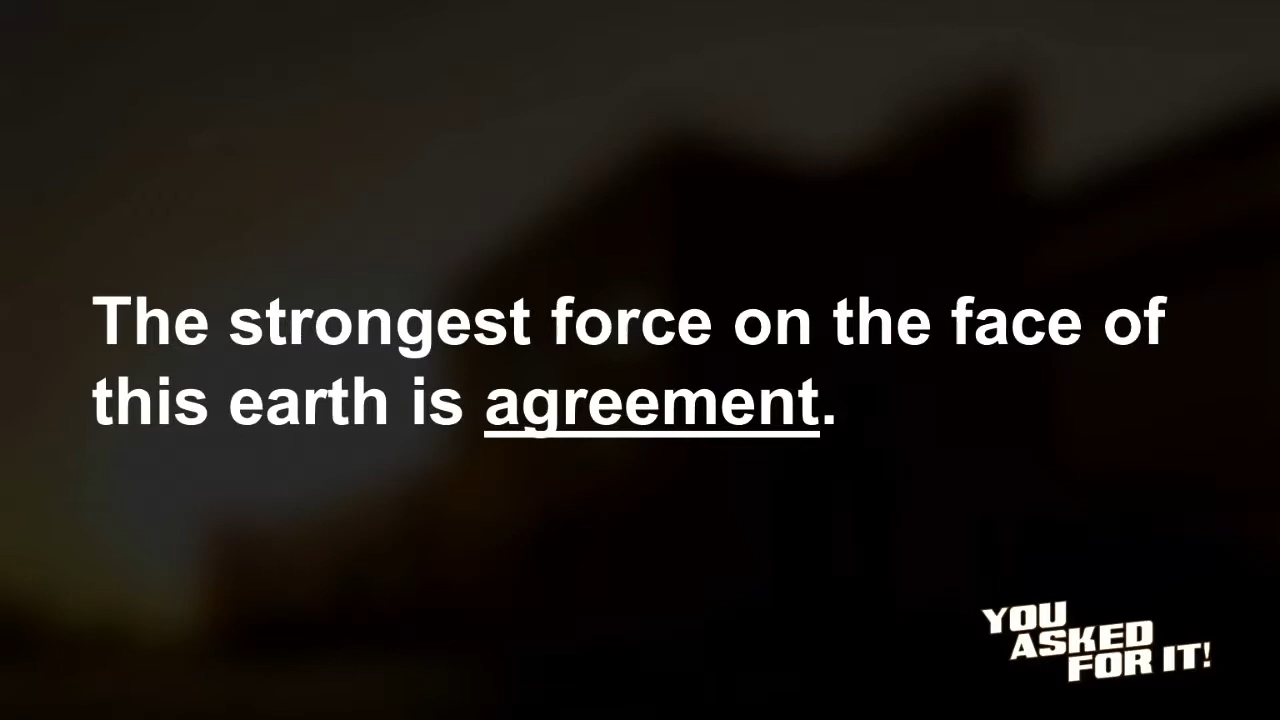 The strongest force on the face of
this earth is agreement.
YOU
ASKED
FOR IT!